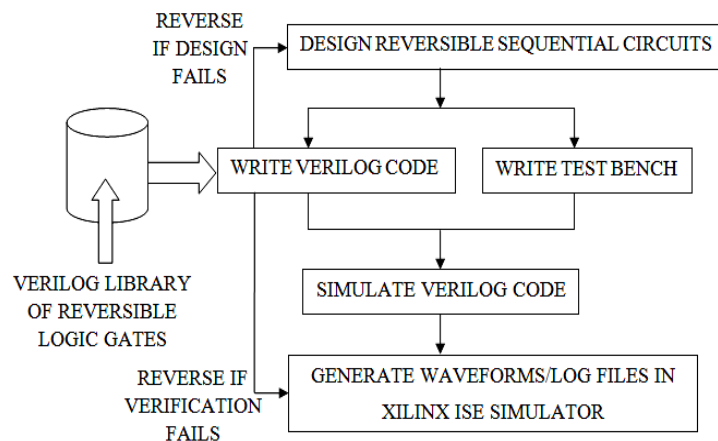 REVERSE
IF DESIGN
FAILS
DESIGN REVERSIBLE SEQUENTIAL CIRCUITS
WRITE VERILOG CODE
WRITE TEST BENCH
VERILOG LIBRARY
OF REVERSIBLE
LOGIC GATES
SIMULATE VERILOG CODE
REVERSE IF
VERIFICATION
FAILS
GENERATE WAVEFORMS/LOG FILES IN
XILINX ISE SIMULATOR